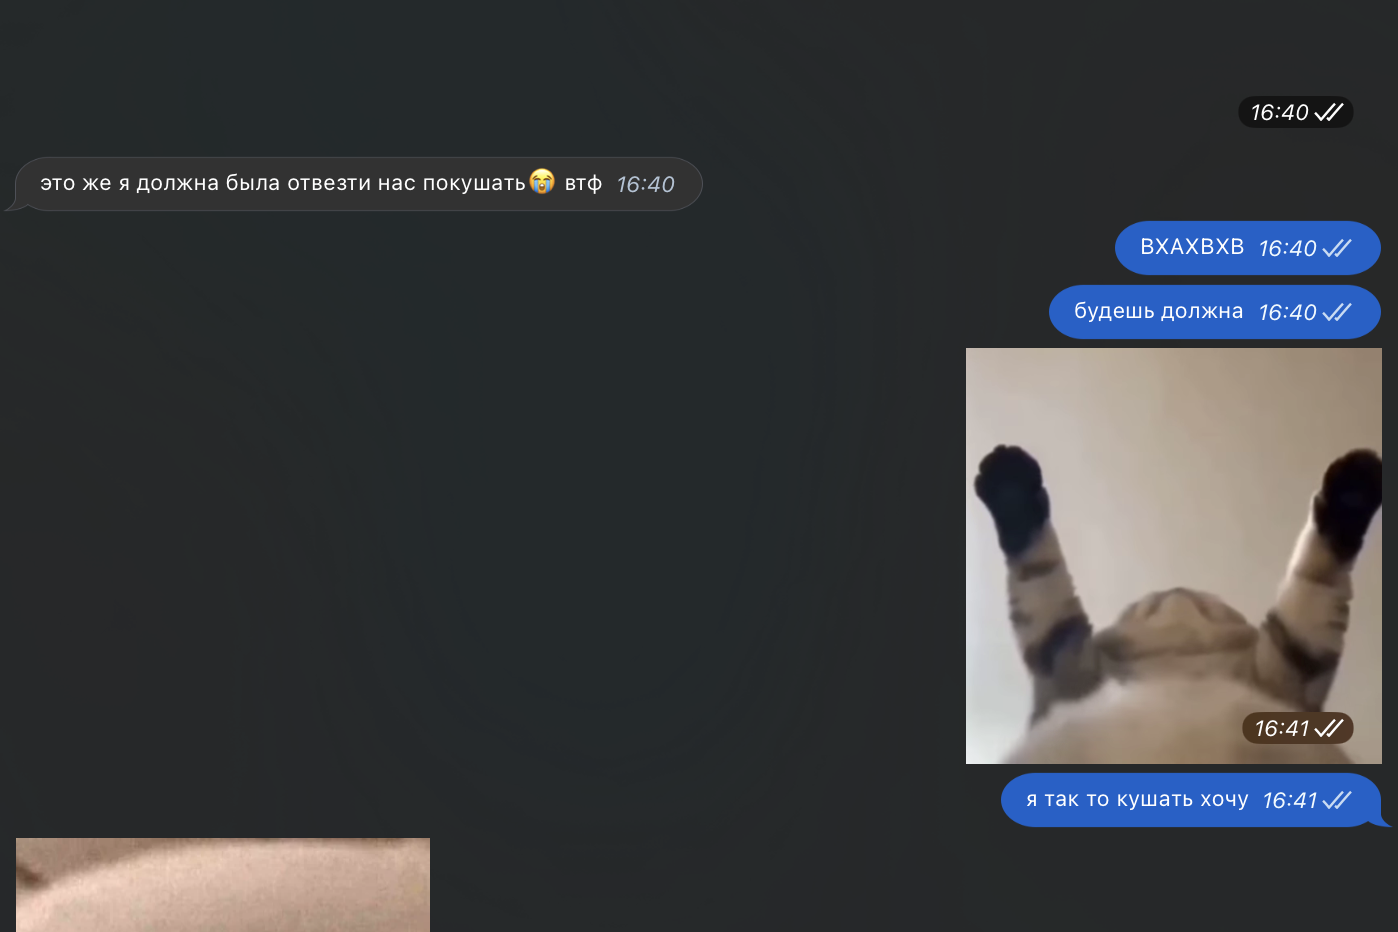 16:40
это же я должна была отвезти нас покушать😭 втф 16:40
ВХАХВХВ 16:40
будешь должна 16:40
16:41
я так то кушать хочу 16:41